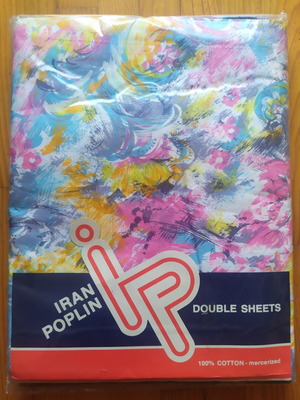 IRAN
POPLIN
ip
DOUBLE SHEETS
100% COTTON - mercerized